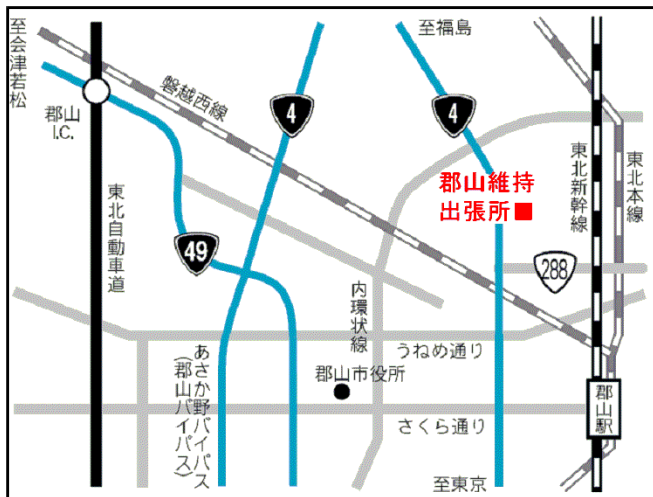 至会津若松
至福島
4
4
磐越西線
郡山
I.C.
東北自動車道
49
郡山維持
出張所
東北新幹線
東北本線
288
内環状線
うねめ通り
あさか野バイパス
(郡山バイパス)
郡山市役所
さくら通り
郡山駅
至東京